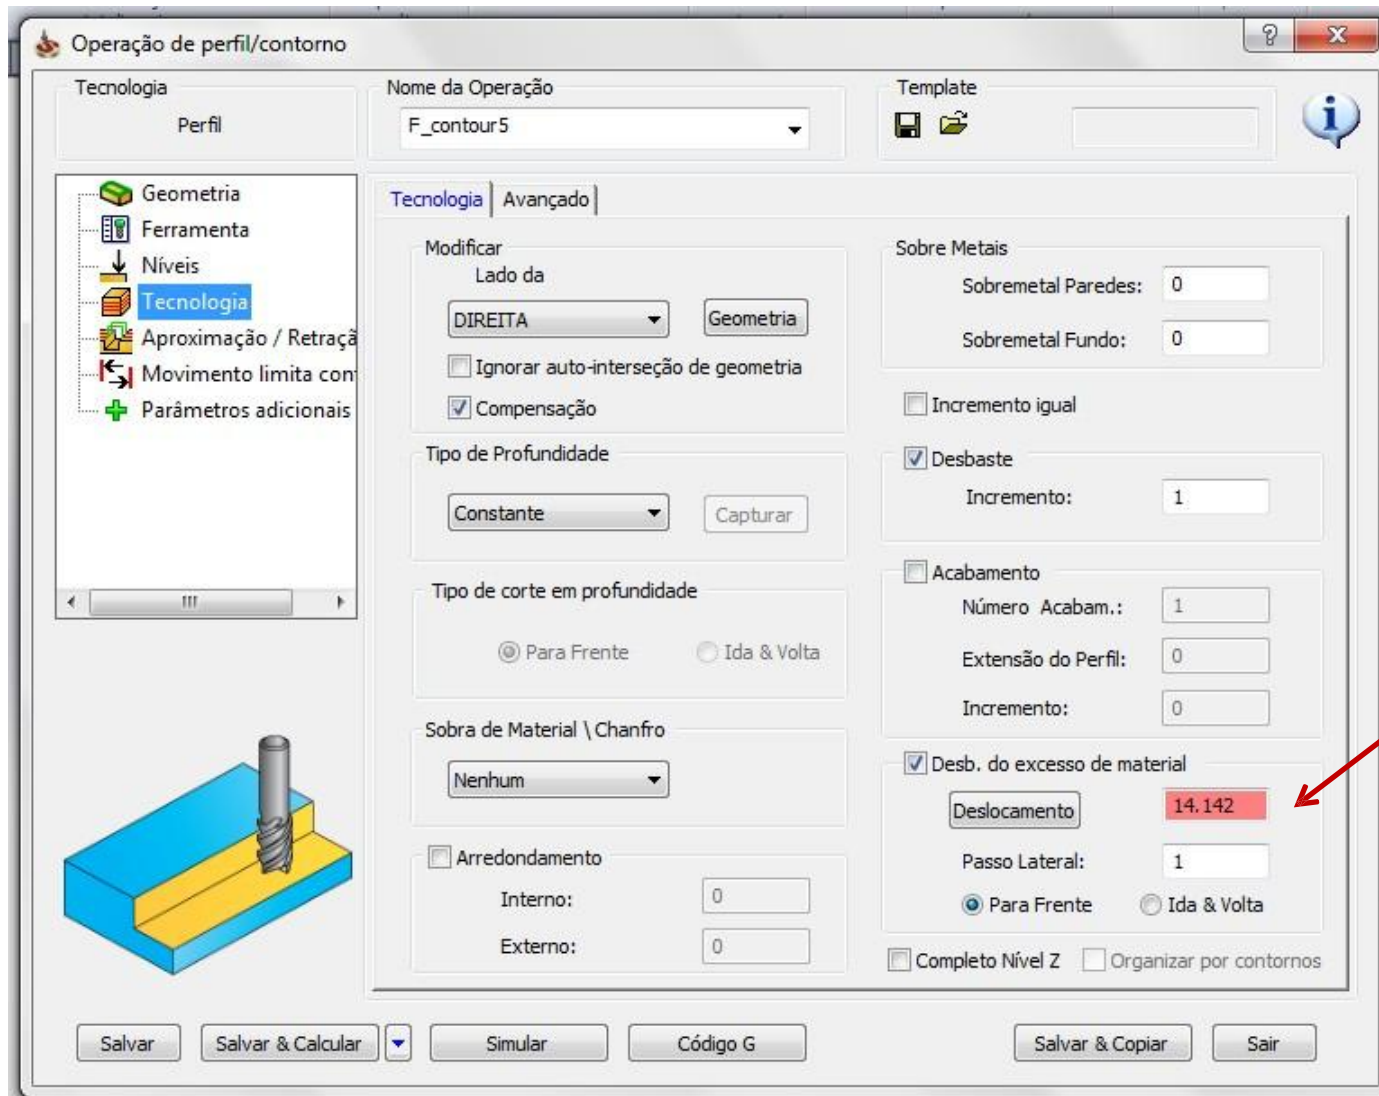 Operação de perfil/contorno
Tecnologia
Perfil
Nome da Operação
F_contour5
Template
Geometria
Ferramenta
Níveis
Tecnologia
Aproximação / Retraçã
Movimento limita con
Parâmetros adicionais
Tecnologia
Avançado
Modificar
Lado da
DIREITA
Geometria
Ignorar auto-interseção de geometria
Compensação
Tipo de Profundidade
Constante
Capturar
Tipo de corte em profundidade
Para Frente
Ida & Volta
Sobra de Material \ Chanfro
Nenhum
Arredondamento
Interno:
0
Externo:
0
Sobre Metais
Sobremetal Paredes:
0
Sobremetal Fundo:
0
Incremento igual
Desbaste
Incremento:
1
Acabamento
Número Acabam.:
1
Extensão do Perfil:
0
Incremento:
0
Desb. do excesso de material
Deslocamento
14.142
Passo Lateral:
1
Para Frente
Ida & Volta
Completo Nível Z
Organizar por contornos
Salvar
Salvar & Calcular
Simular
Código G
Salvar & Copiar
Sair